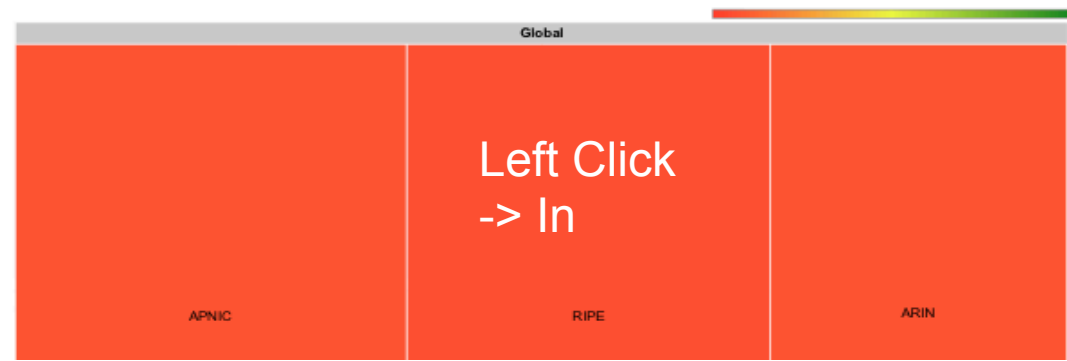 Global
Left Click
-> In
APNIC
RIPE
ARIN